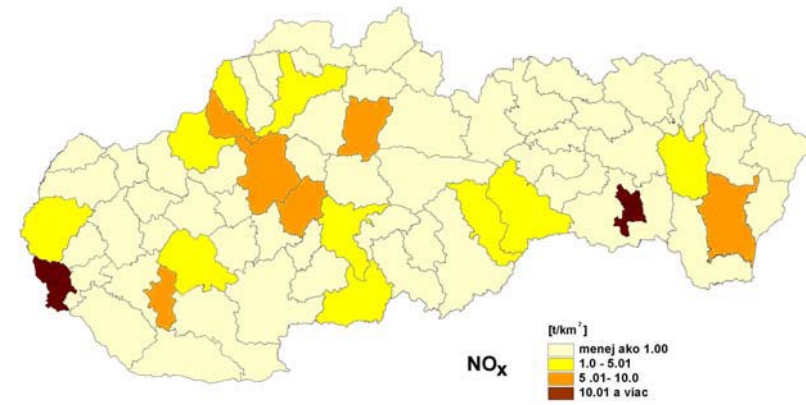 [t/km²]
NOx
menej ako 1.00
1.0 - 5.01
5 .01- 10.0
10.01 a viac